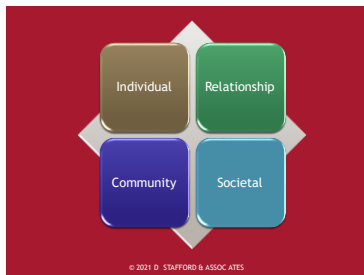 Individual
Relationship
Community
Societal
© 2021 D STAFFORD & ASSOC ATES